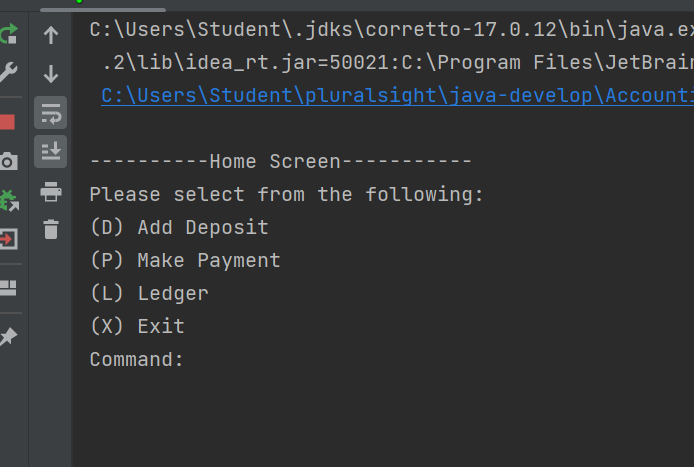 C:\Users\Student\.jdks\corretto-17.0.12\bin\java.ex
.2\lib\idea_rt.jar=50021:C:\Program Files\JetBrain
C:\Users\Student\pluralsight\java-develop\Accounti
----------Home Screen-----------
Please select from the following:
(D) Add Deposit
(P) Make Payment
(L) Ledger
(X) Exit
Command: